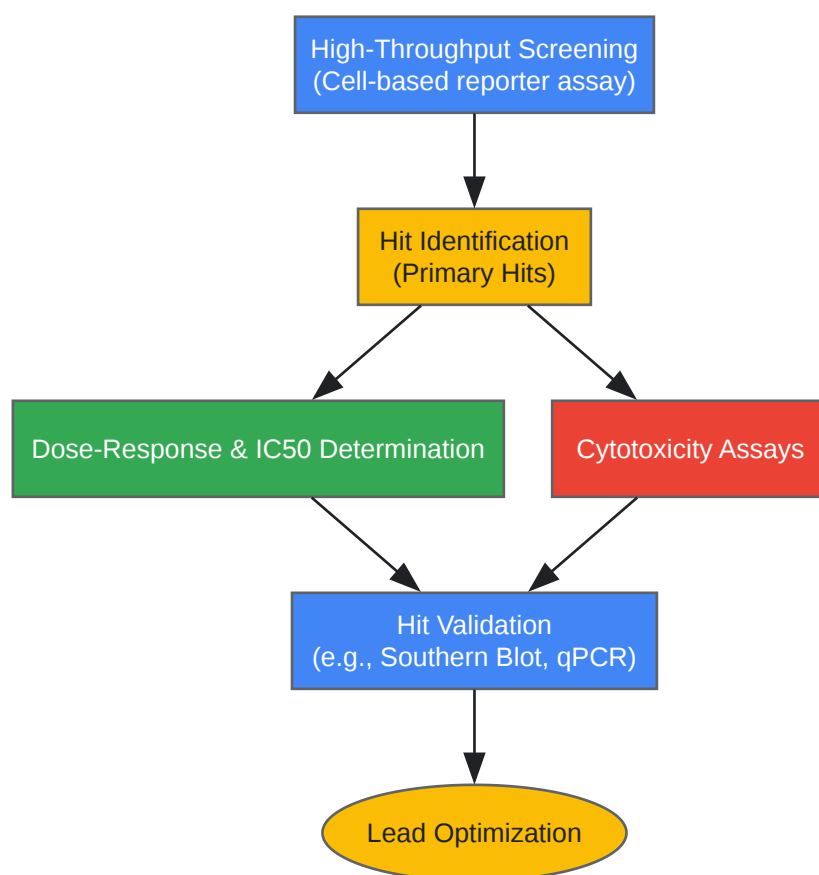 High-Throughput Screening
(Cell-based reporter assay)
Hit Identification
(Primary Hits)
Dose-Response & IC50 Determination
Cytotoxicity Assays
Hit Validation
(e.g., Southern Blot, qPCR)
Lead Optimization